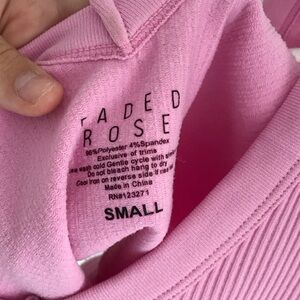 FADED
ROSE
96%Polyester 4%Spandex
Exclusive of trims
wash cold Gentle cycle with
Do not bleach hang to dry
Cool iron on reverse side if
Made in China
RN#123271
SMALL